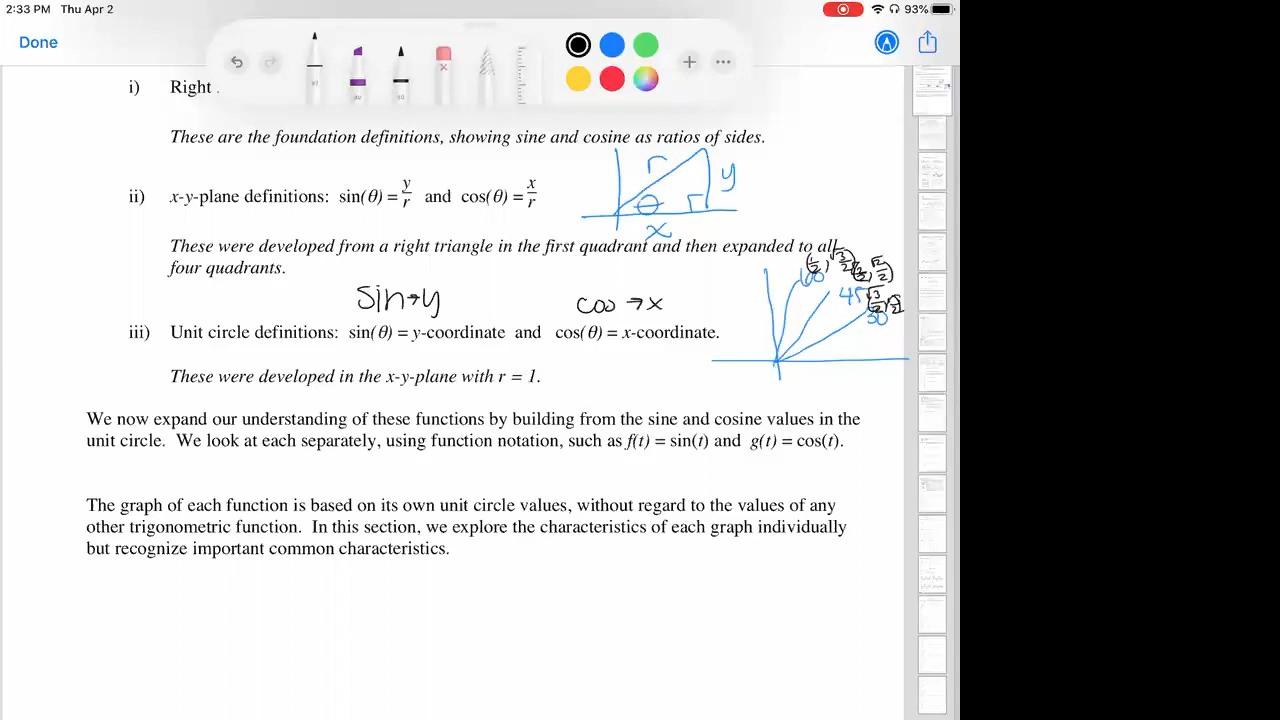 2:33 PM Thu Apr 2 93%
Done
i) Right
These are the foundation definitions, showing sine and cosine as ratios of sides.
r y
ii) x-y-plane definitions: sin(θ) = y/r and cos(θ) = x/r
θ
x
These were developed from a right triangle in the first quadrant and then expanded to all
four quadrants.
(1/2, √3/2)
60
45
30
sin→y cos→x
iii) Unit circle definitions: sin(θ) = y-coordinate and cos(θ) = x-coordinate.
These were developed in the x-y-plane with r = 1.
We now expand our understanding of these functions by building from the sine and cosine values in the
unit circle. We look at each separately, using function notation, such as f(t) = sin(t) and g(t) = cos(t).
The graph of each function is based on its own unit circle values, without regard to the values of any
other trigonometric function. In this section, we explore the characteristics of each graph individually
but recognize important common characteristics.